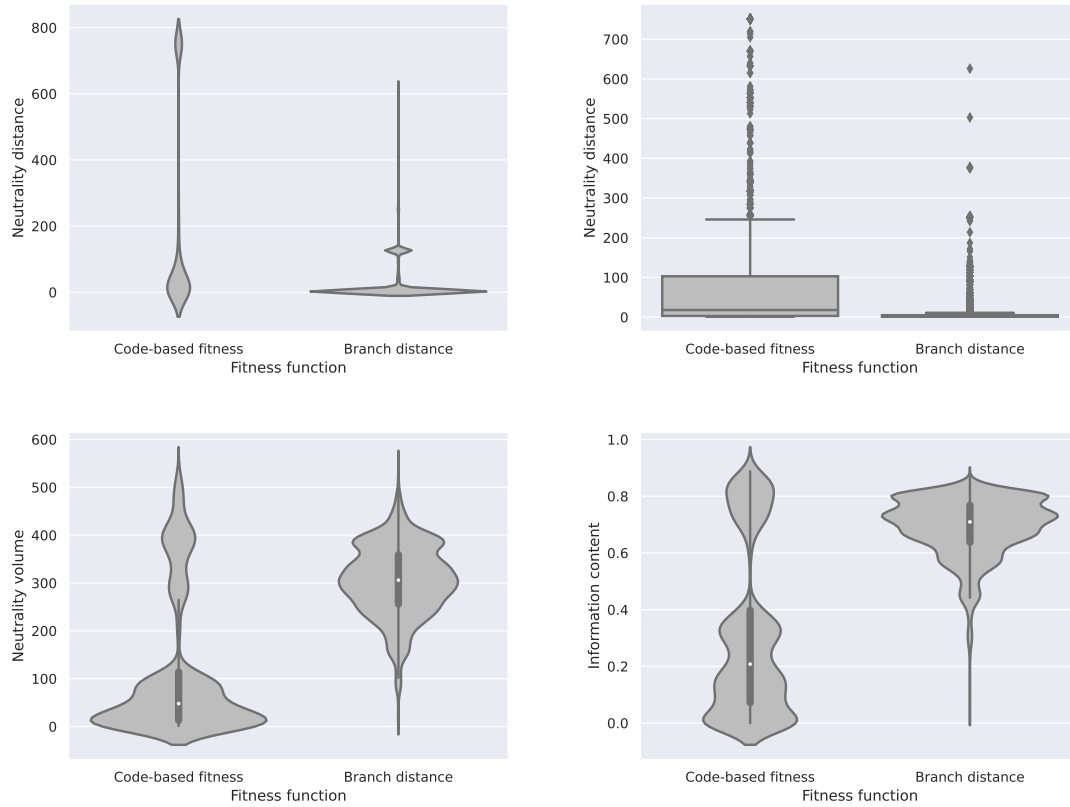 800
600
400
200
0
Neutrality distance
Code-based fitness
Branch distance
Fitness function
700
600
500
400
300
200
100
0
Neutrality distance
Code-based fitness
Branch distance
Fitness function
600
500
400
300
200
100
0
Neutrality volume
Code-based fitness
Branch distance
Fitness function
1.0
0.8
0.6
0.4
0.2
0.0
Information content
Code-based fitness
Branch distance
Fitness function